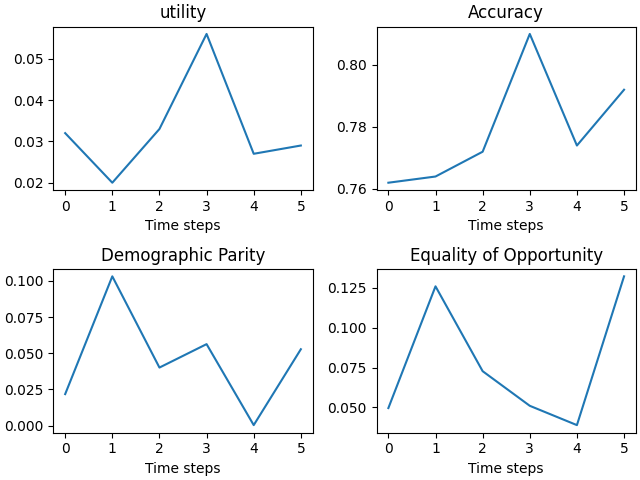 utility
0.05
0.04
0.03
0.02
0 1 2 3 4 5
Time steps
Accuracy
0.80
0.78
0.76
0 1 2 3 4 5
Time steps
Demographic Parity
0.100
0.075
0.050
0.025
0.000
0 1 2 3 4 5
Time steps
Equality of Opportunity
0.125
0.100
0.075
0.050
0 1 2 3 4 5
Time steps